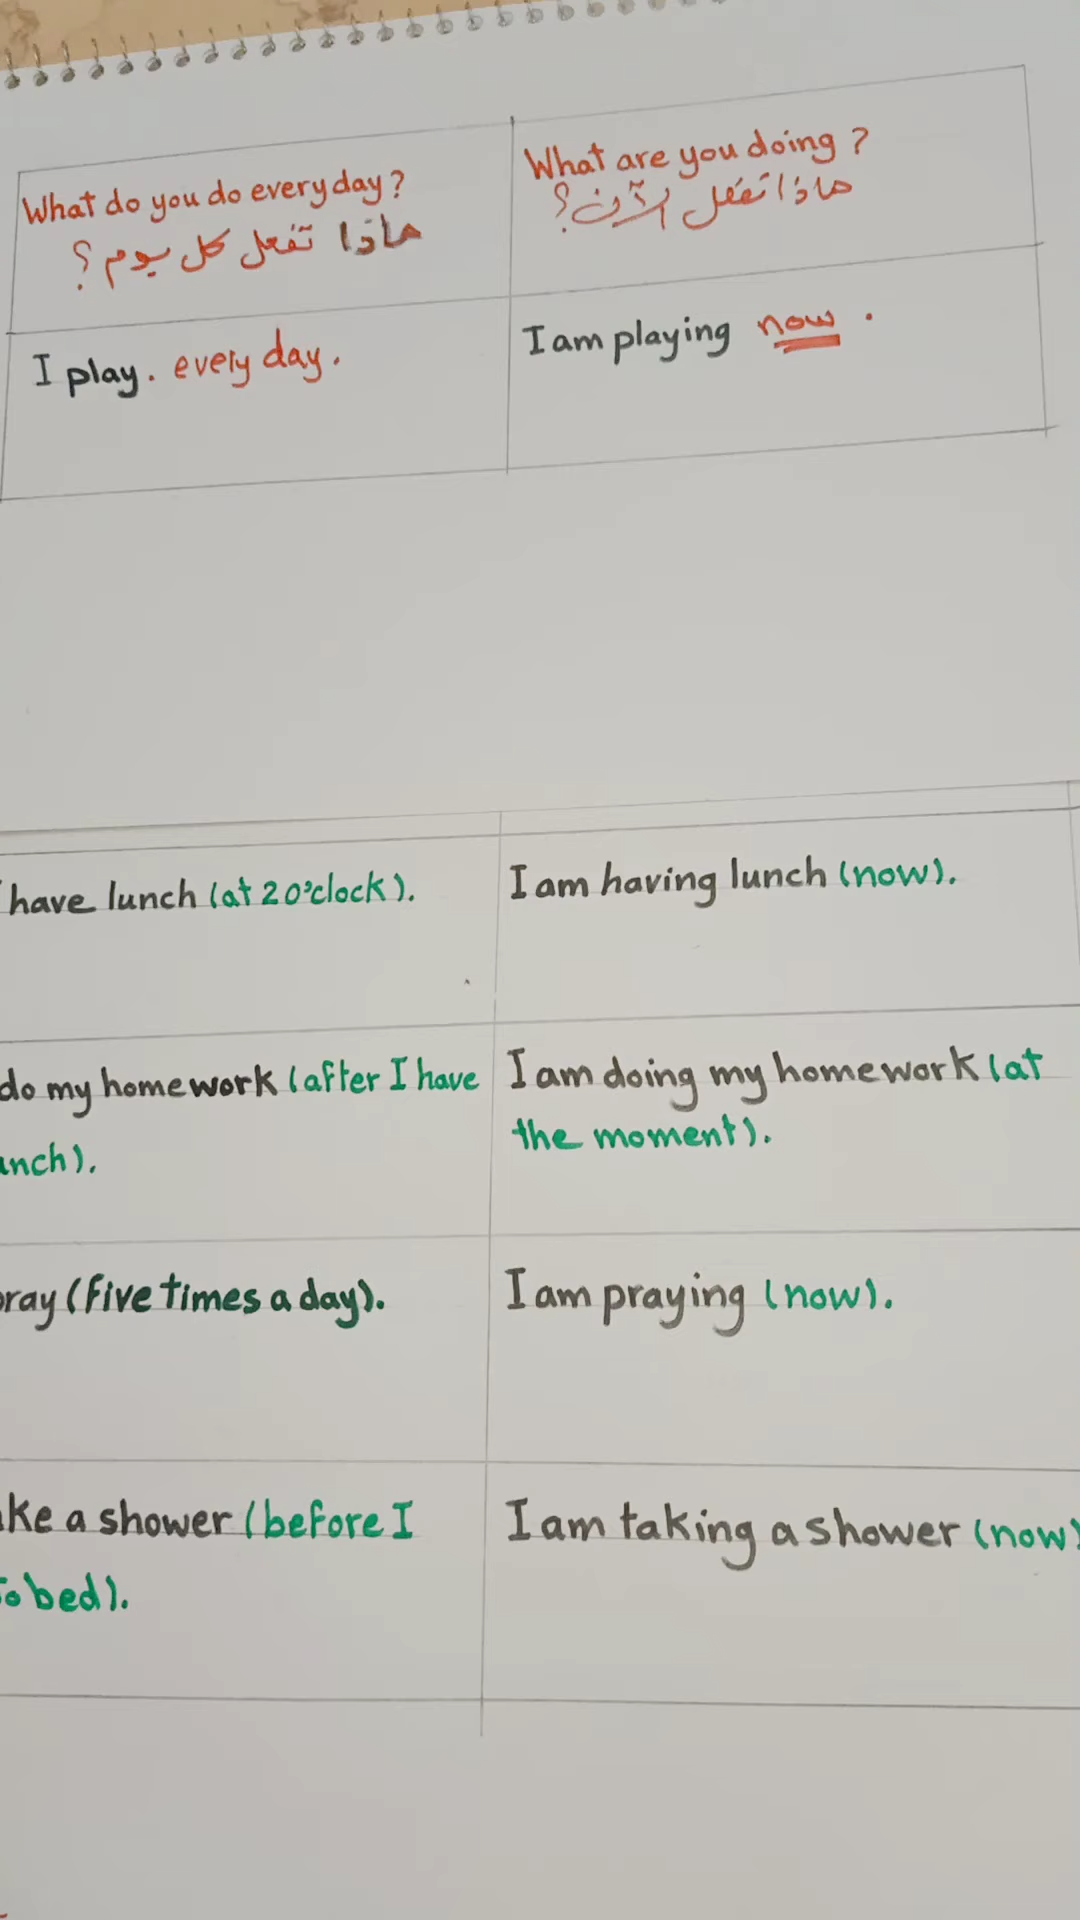 What do you do every day?
ماذا تفعل كل يوم؟
What are you doing?
ماذا تفعل الآن؟
I play. every day.
I am playing now.
have lunch (at 2 o'clock).
I am having lunch (now).
do my homework (after I have
I am doing my homework (at
the moment).
(five times a day).
I am praying (now).
a shower (before I
bed).
I am taking a shower (now)